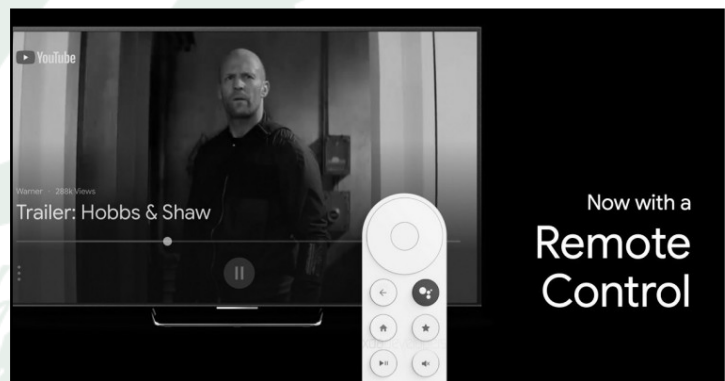 YouTube
Warner · 288k Views
Trailer: Hobbs & Shaw
Now with a
Remote
Control